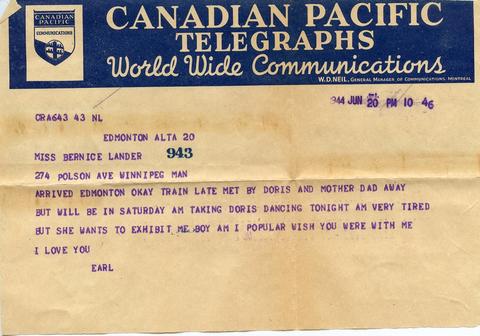 CANADIAN
PACIFIC
COMMUNICATIONS
CANADIAN PACIFIC
TELEGRAPHS
World Wide Communications
W.D.NEIL, GENERAL MANAGER OF COMMUNICATIONS, MONTREAL
944 JUN 20 PM 10 46
CRA643 43 NL
EDMONTON ALTA 20
MISS BERNICE LANDER 943
274 POLSON AVE WINNIPEG MAN
ARRIVED EDMONTON OKAY TRAIN LATE MET BY DORIS AND MOTHER DAD AWAY
BUT WILL BE IN SATURDAY AM TAKING DORIS DANCING TONIGHT AM VERY TIRED
BUT SHE WANTS TO EXHIBIT ME BOY AM I POPULAR WISH YOU WERE WITH ME
I LOVE YOU
EARL